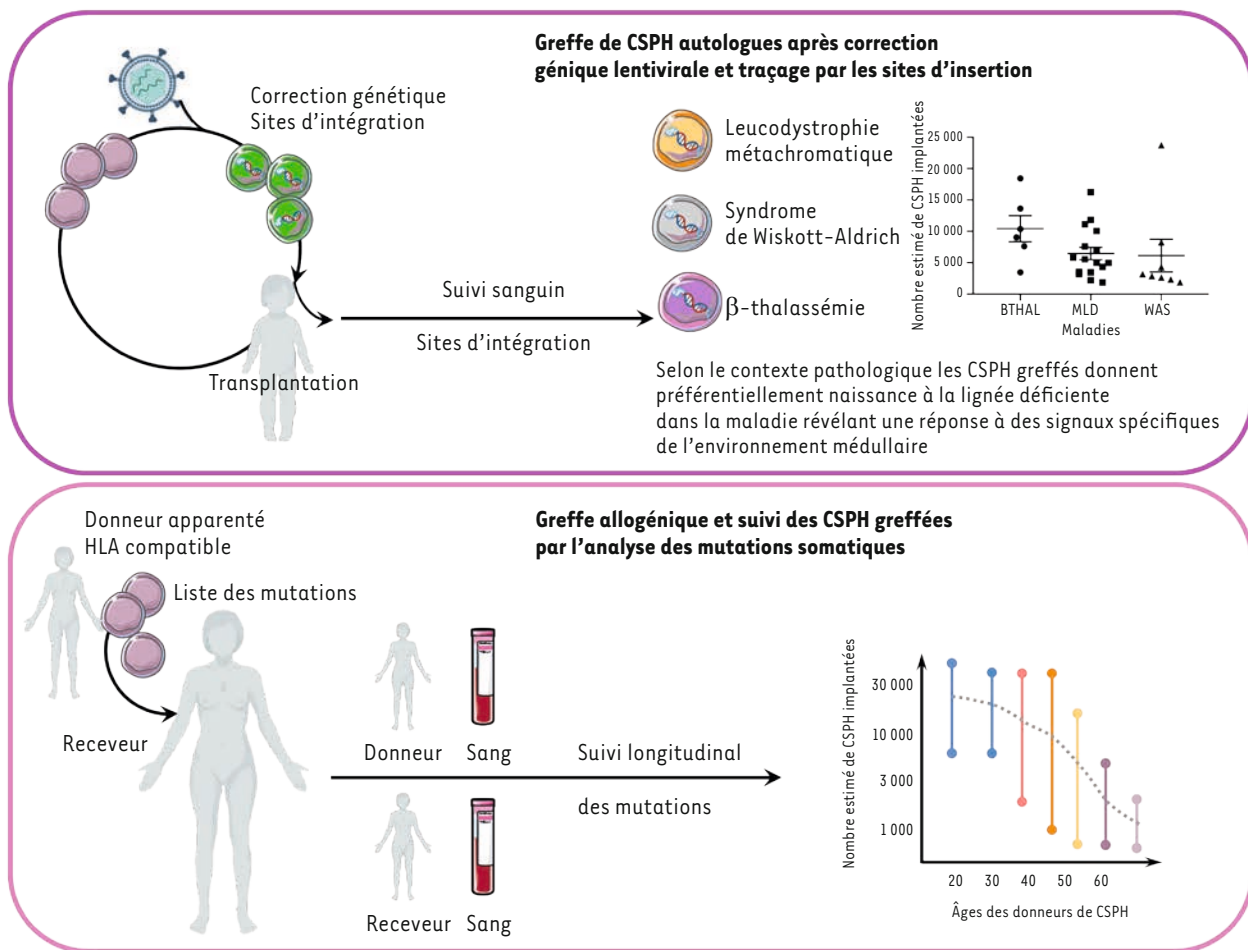 Greffe de CSPH autologues après correction
génique lentivirale et traçage par les sites d'insertion
Correction génétique
Sites d'intégration
Transplantation
Suivi sanguin
Sites d'intégration
Leucodystrophie
métachromatique
Syndrome
de Wiskott-Aldrich
β-thalassémie
Nombre estimé de CSPH implantées
25 000
20 000
15 000
10 000
5 000
0
BTHAL MLD WAS
Maladies
Selon le contexte pathologique les CSPH greffés donnent
préférentiellement naissance à la lignée déficiente
dans la maladie révélant une réponse à des signaux spécifiques
de l'environnement médullaire
Greffe allogénique et suivi des CSPH greffées
par l'analyse des mutations somatiques
Donneur apparenté
HLA compatible
Liste des mutations
Receveur
Donneur Sang
Receveur Sang
Suivi longitudinal
des mutations
Nombre estimé de CSPH implantées
30 000
10 000
3 000
1 000
20 30 40 50 60
Âges des donneurs de CSPH